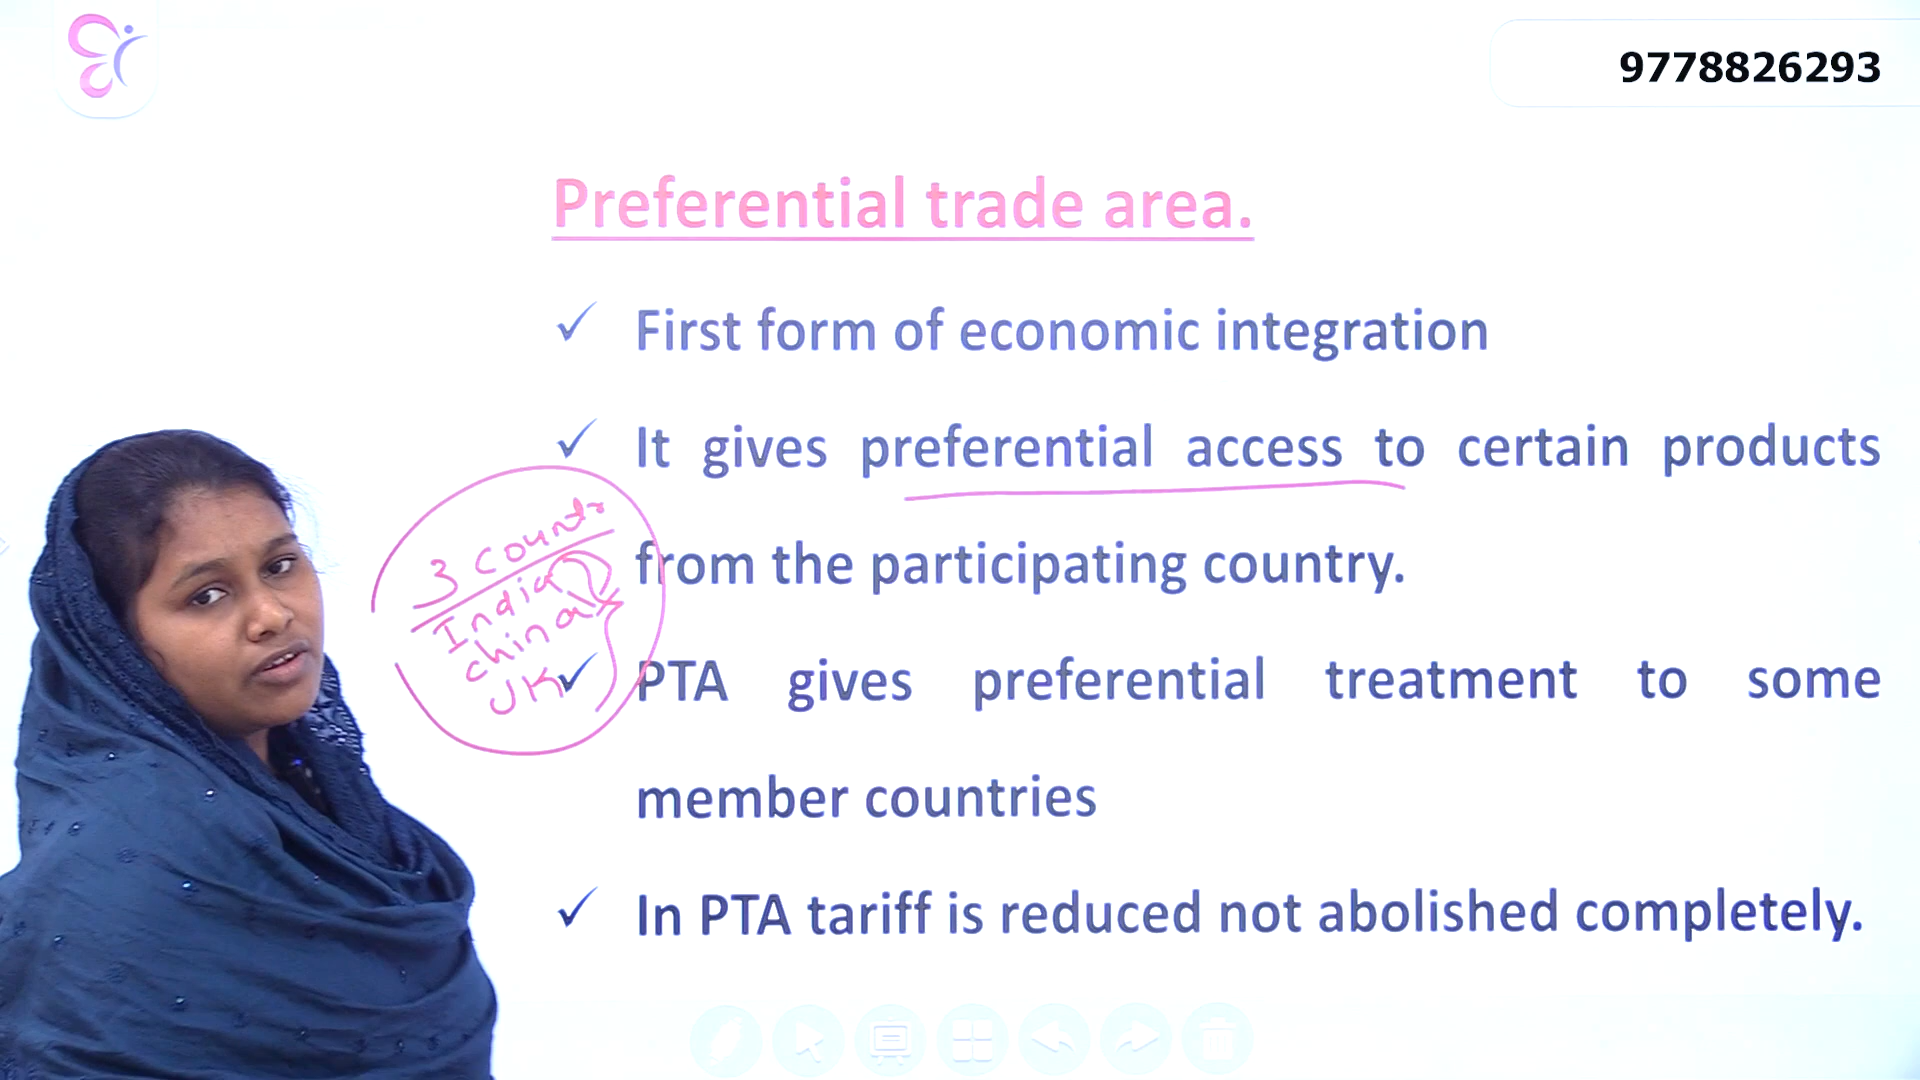 9778826293
Preferential trade area.
✓ First form of economic integration
✓ It gives preferential access to certain products
from the participating country.
✓ PTA gives preferential treatment to some
member countries
✓ In PTA tariff is reduced not abolished completely.
3
India
China